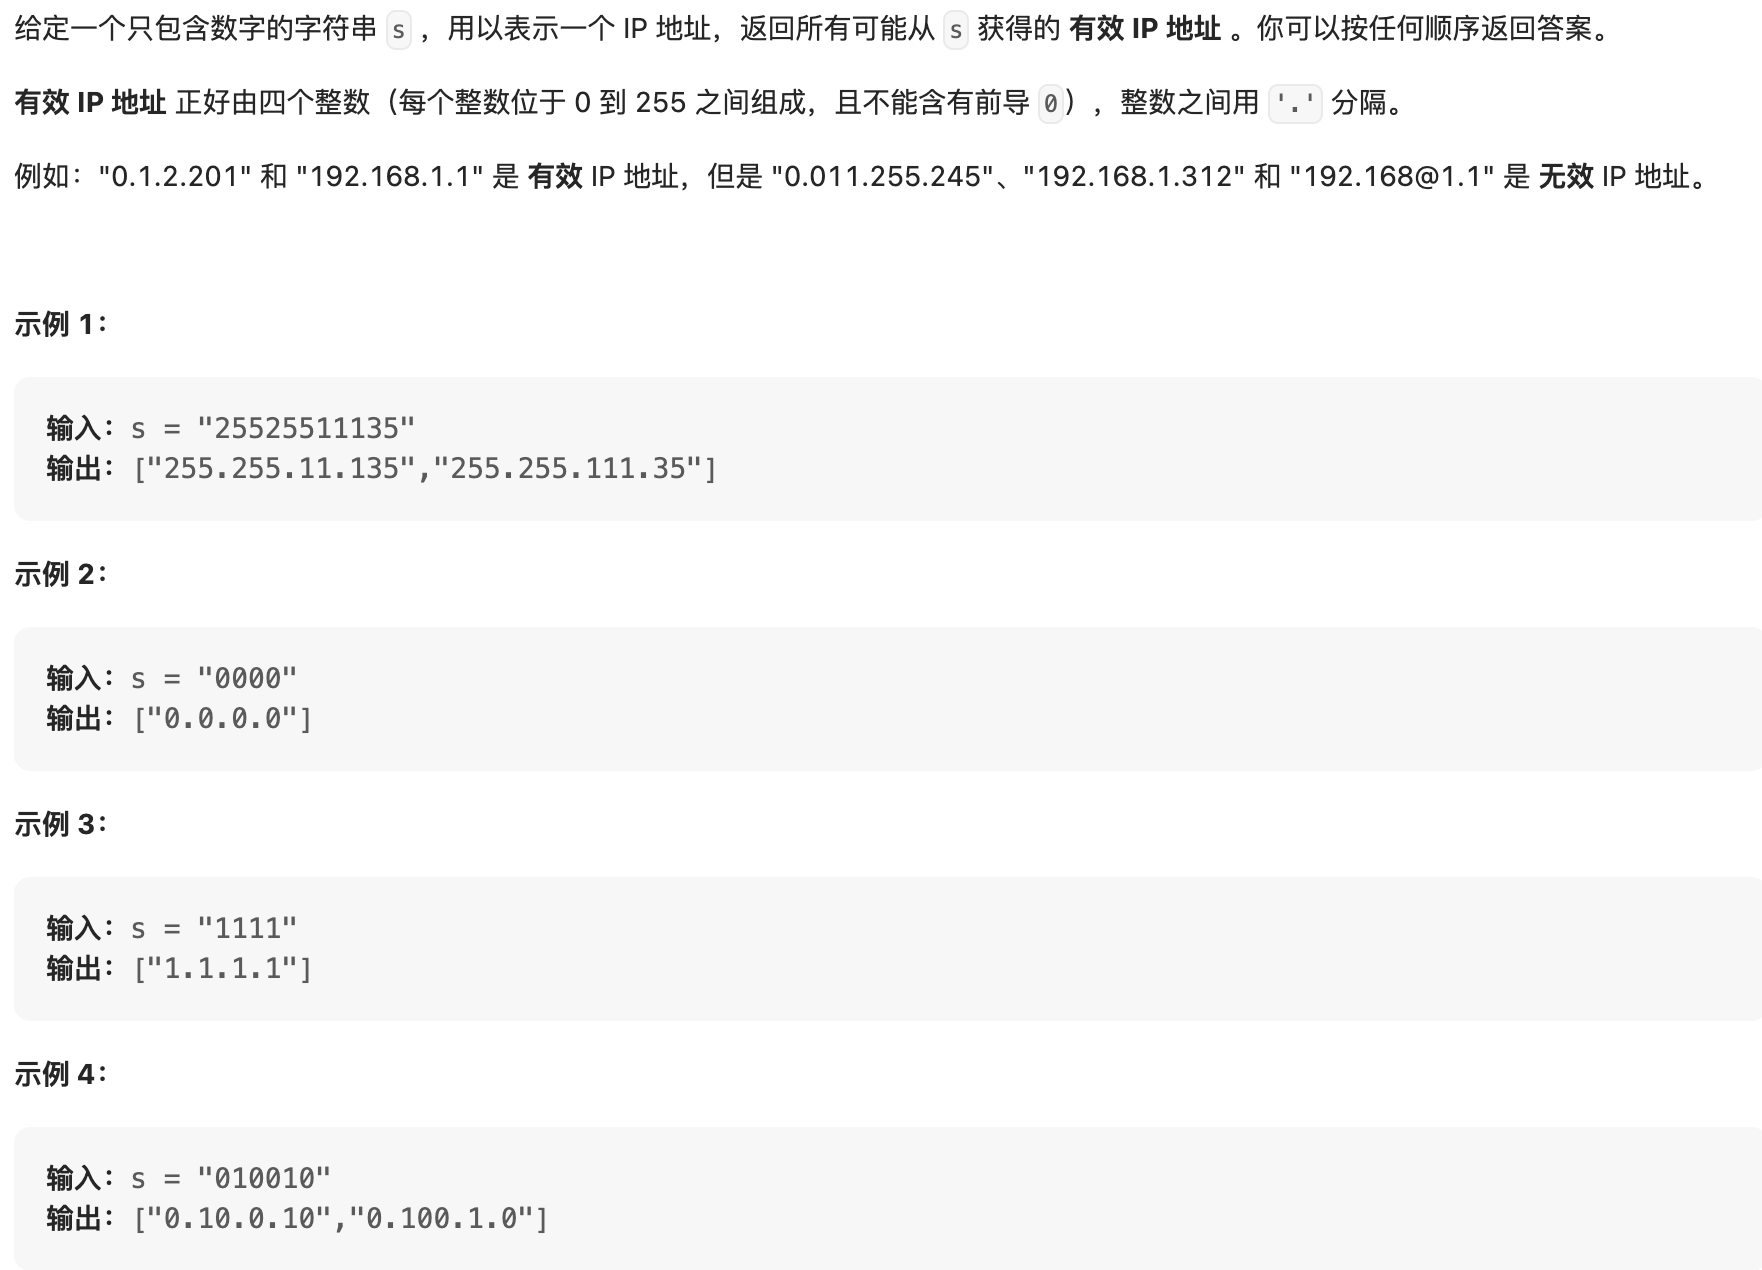 给定一个只包含数字的字符串 s ，用以表示一个 IP 地址，返回所有可能从 s 获得的 有效 IP 地址 。你可以按任何顺序返回答案。
有效 IP 地址 正好由四个整数（每个整数位于 0 到 255 之间组成，且不能含有前导 0），整数之间用 '.' 分隔。
例如："0.1.2.201" 和 "192.168.1.1" 是 有效 IP 地址，但是 "0.011.255.245"、"192.168.1.312" 和 "192.168@1.1" 是 无效 IP 地址。
示例 1：
输入：s = "25525511135"
输出：["255.255.11.135","255.255.111.35"]
示例 2：
输入：s = "0000"
输出：["0.0.0.0"]
示例 3：
输入：s = "1111"
输出：["1.1.1.1"]
示例 4：
输入：s = "010010"
输出：["0.10.0.10","0.100.1.0"]